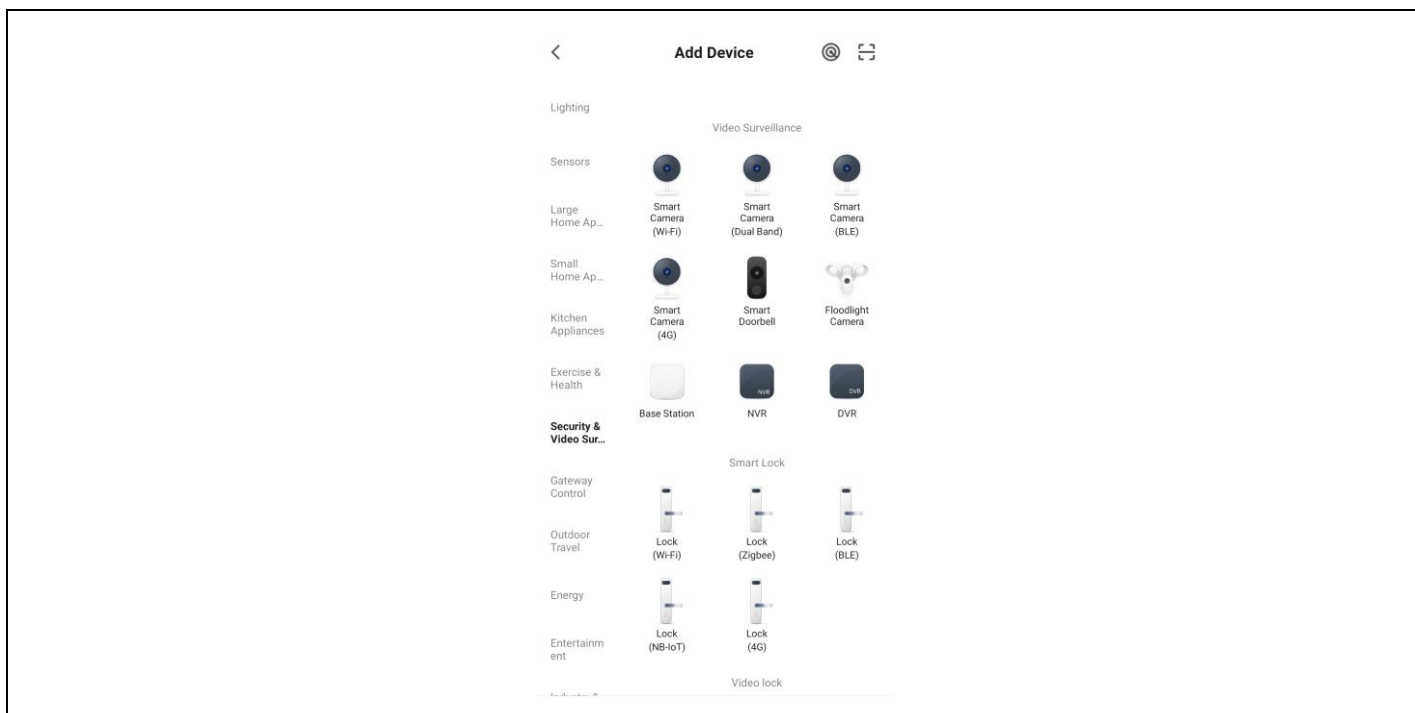 Add Device
Lighting
Sensors
Large
Home Ap...
Small
Home Ap...
Kitchen
Appliances
Exercise &
Health
Security &
Video Sur...
Gateway
Control
Outdoor
Travel
Energy
Entertainm
ent
Video Surveillance
Smart
Camera
(Wi-Fi)
Smart
Camera
(Dual Band)
Smart
Camera
(BLE)
Smart
Camera
(4G)
Smart
Doorbell
Floodlight
Camera
Base Station
NVR
NVR
DVR
DVR
Smart Lock
Lock
(Wi-Fi)
Lock
(Zigbee)
Lock
(BLE)
Lock
(NB-IoT)
Lock
(4G)
Video lock